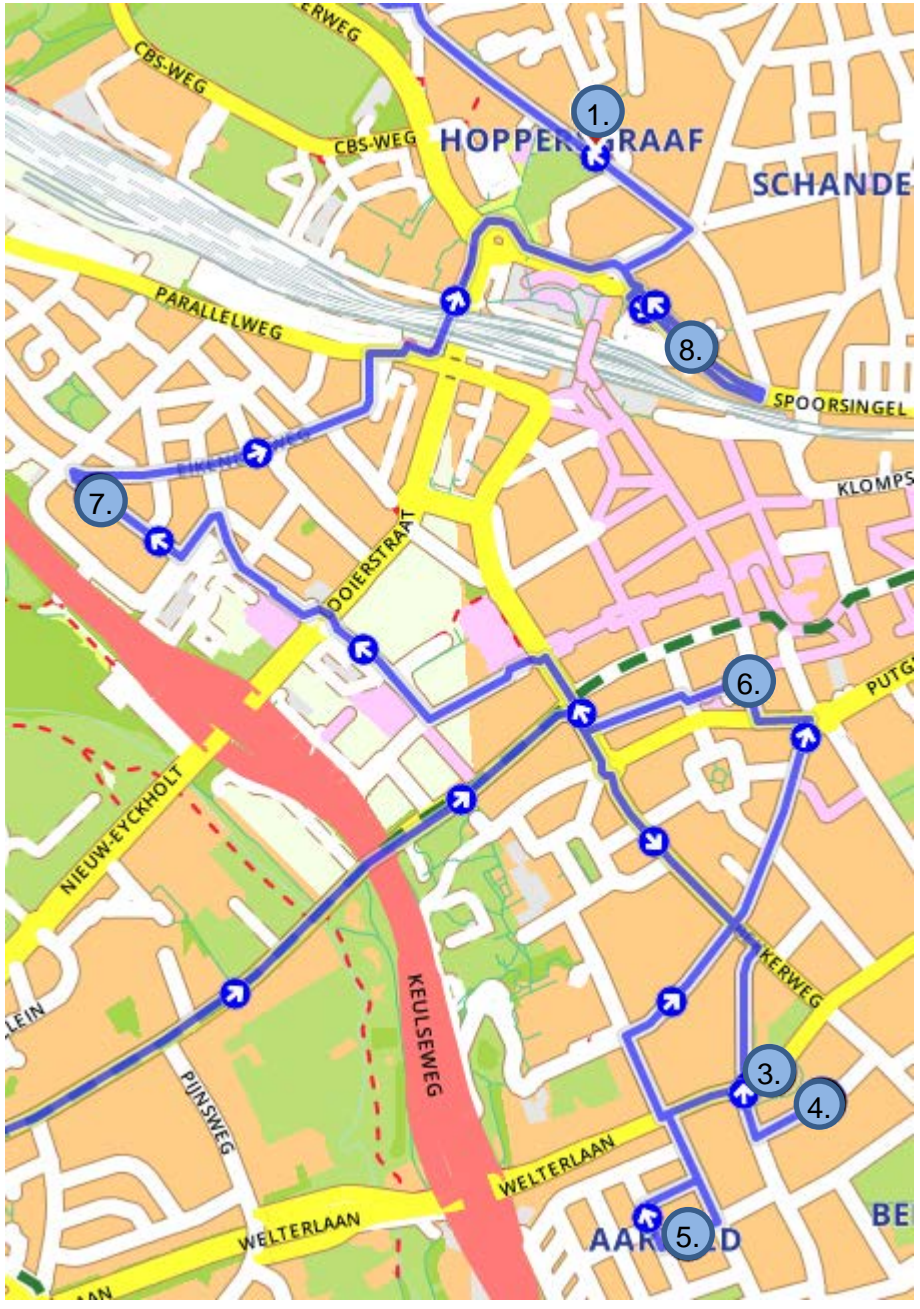 ERWEG
CBS-WEG
CBS-WEG
1.
HOPPERSGRAAF
SCHANDE
PARALLELWEG
8.
SPOORSINGEL
7.
KLOMPS
OOIERSTRAAT
6.
PUTG
NIEUW-EYCKHOLT
KERWEG
KEULSEWEG
LEIN
PIJNSWEG
3.
4.
WELTERLAAN
WELTERLAAN
5.
BE
AAN